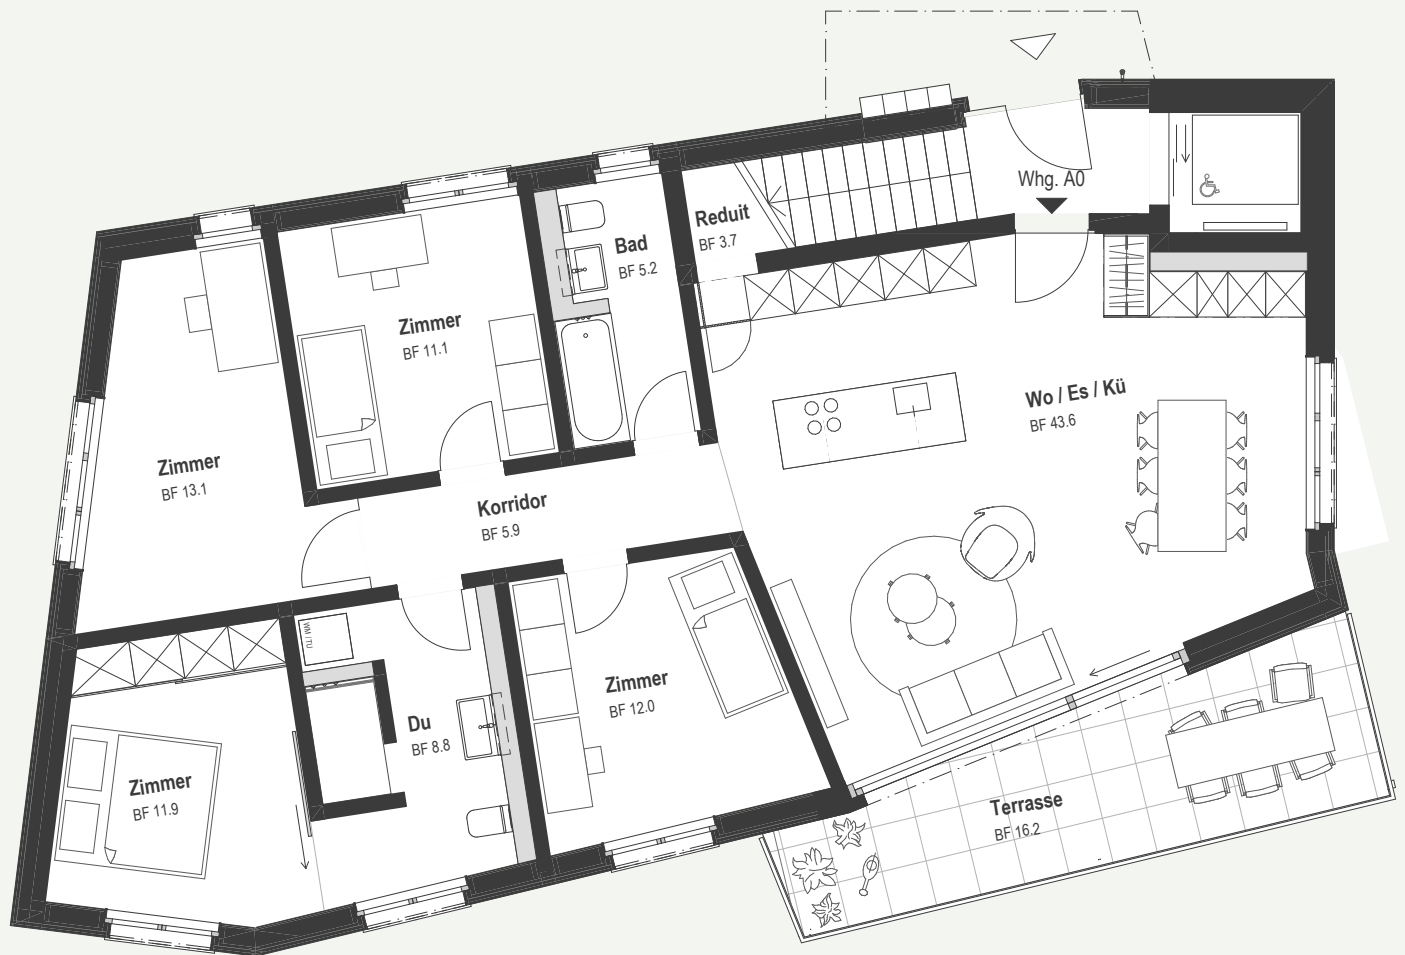 Whg. A0
Reduit
BF 3.7
Bad
BF 5.2
Zimmer
BF 11.1
Wo / Es / Kü
BF 43.6
Zimmer
BF 13.1
Korridor
BF 5.9
WM / TU
Zimmer
BF 12.0
Du
BF 8.8
Zimmer
BF 11.9
Terrasse
BF 16.2